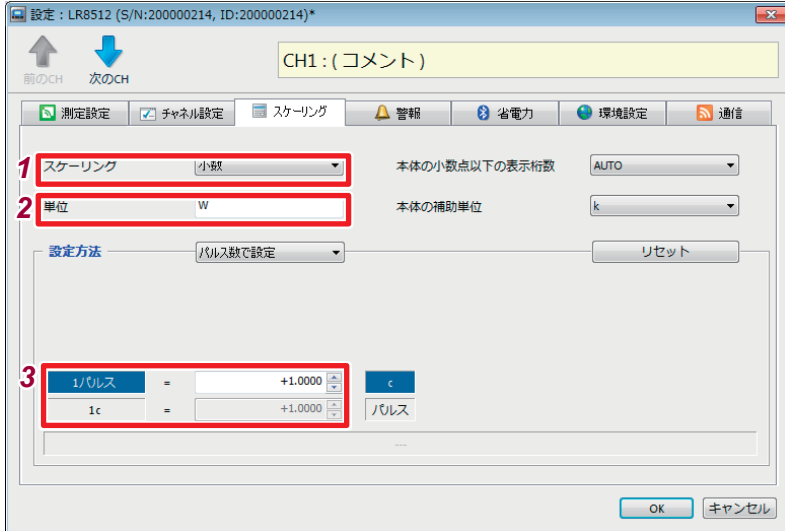 設定：LR8512 (S/N:200000214, ID:200000214)*
前のCH 次のCH CH1 : ( コメント )
測定設定 チャネル設定 スケーリング 警報 省電力 環境設定 通信
1 スケーリング 小数 本体の小数点以下の表示桁数 AUTO
2 単位 W 本体の補助単位 k
設定方法 パルス数で設定 リセット
3 1パルス = +1.0000 c
1c = +1.0000 パルス
---
OK キャンセル